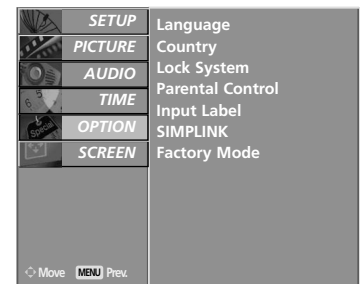 SETUP
PICTURE
AUDIO
TIME
OPTION
SCREEN
Language
Country
Lock System
Parental Control
Input Label
SIMPLINK
Factory Mode
Move MENU Prev.
Special